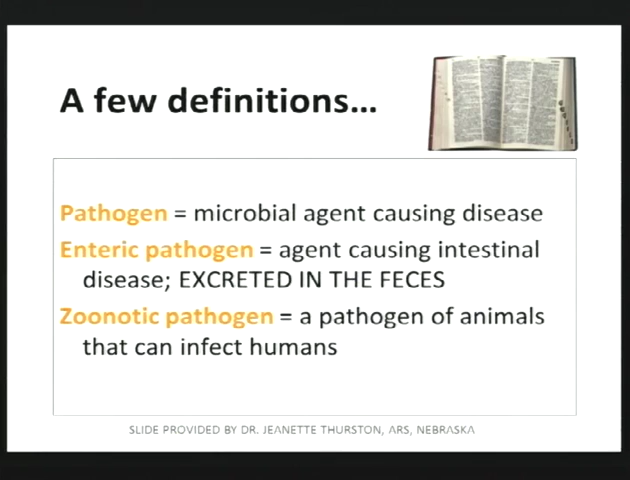 A few definitions...
Pathogen = microbial agent causing disease
Enteric pathogen = agent causing intestinal
disease; EXCRETED IN THE FECES
Zoonotic pathogen = a pathogen of animals
that can infect humans
SLIDE PROVIDED BY DR. JEANETTE THURSTON, ARS, NEBRASKA